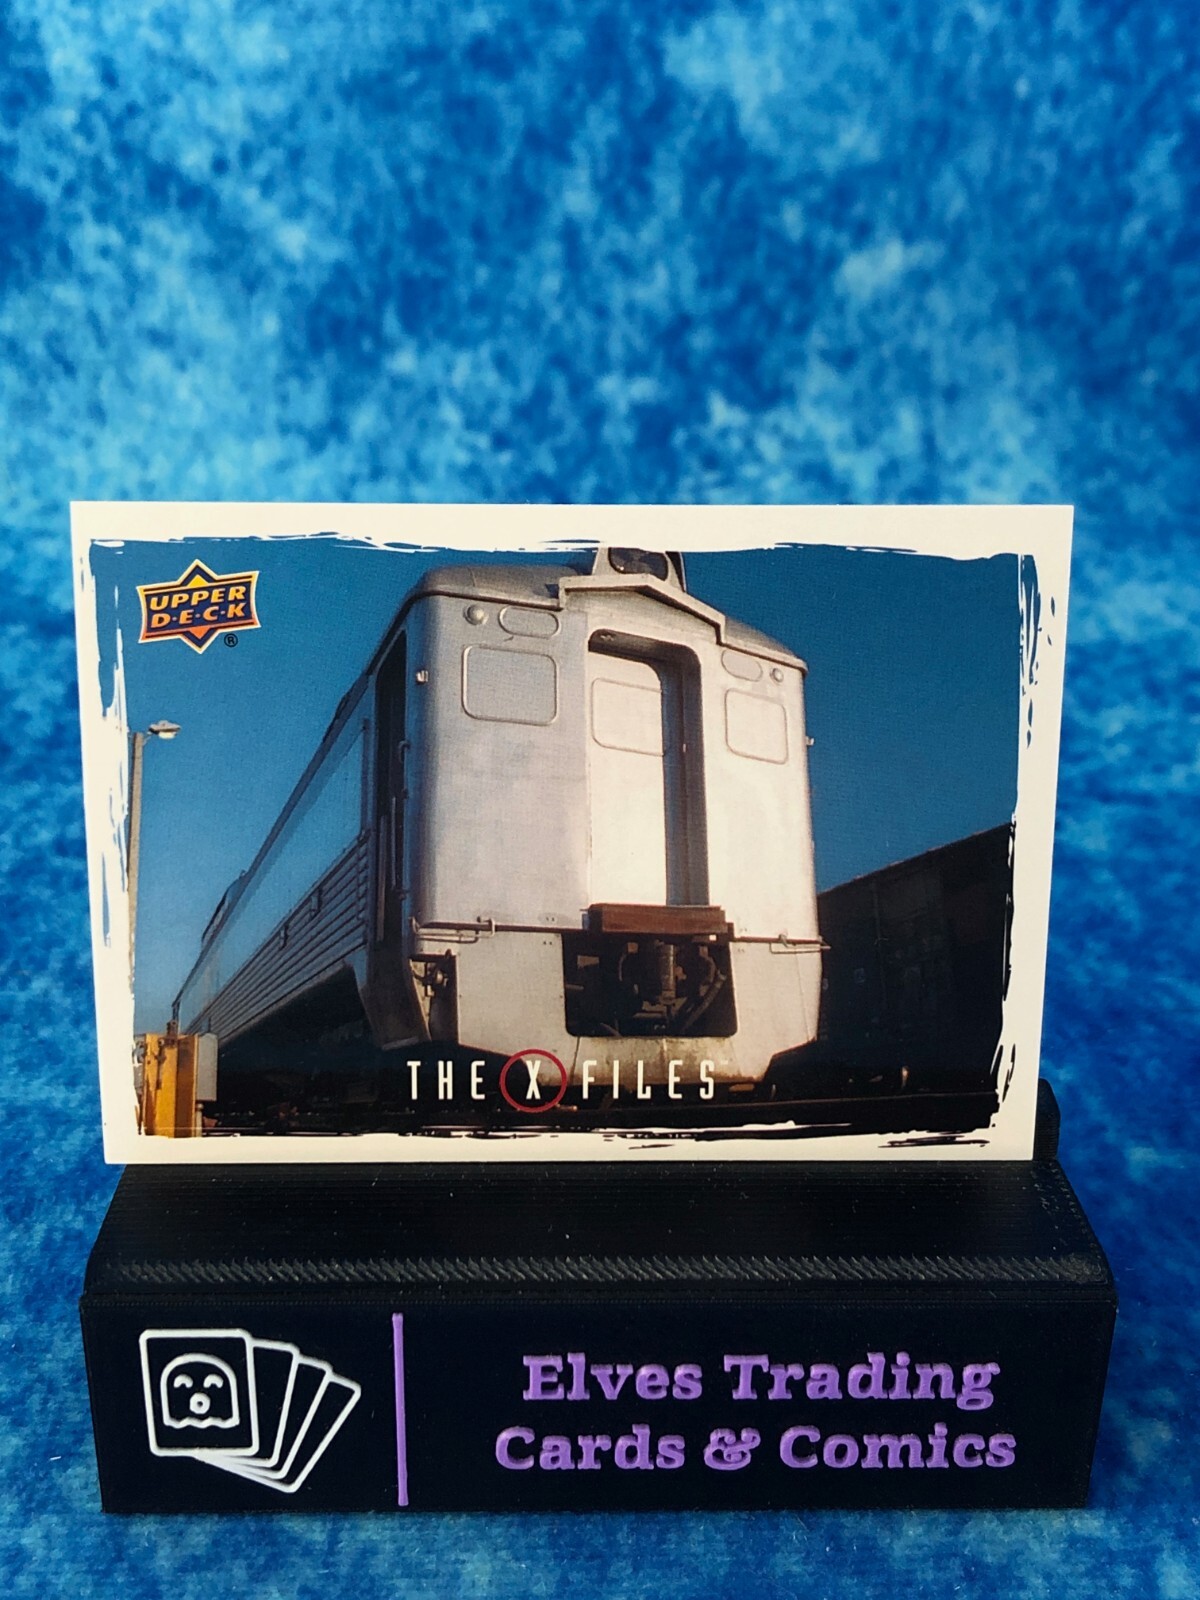 UPPER
D·E·C·K
®
THE X FILES
Elves Trading
Cards & Comics